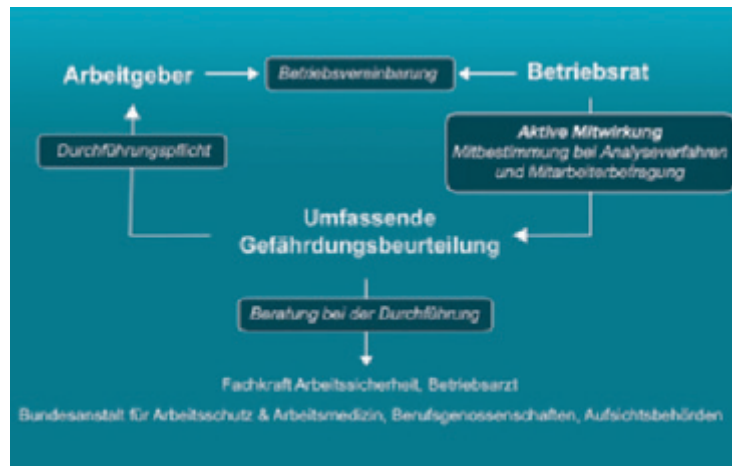 Arbeitgeber
Betriebsvereinbarung
Betriebsrat
Durchführungspflicht
Aktive Mitwirkung
Mitbestimmung bei Analyseverfahren
und Mitarbeiterbefragung
Umfassende
Gefährdungsbeurteilung
Beratung bei der Durchführung
Fachkraft Arbeitssicherheit, Betriebsarzt
Bundesanstalt für Arbeitsschutz & Arbeitsmedizin, Berufsgenossenschaften, Aufsichtsbehörden